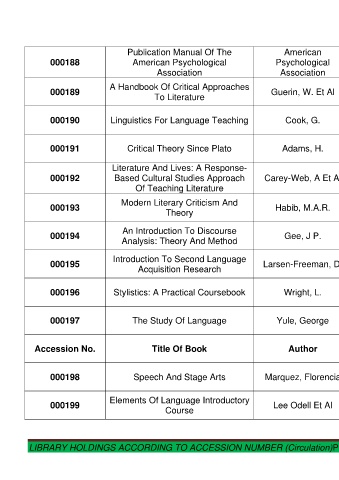 Publication Manual Of The
American
000188
American Psychological
Psychological
Association
Association
A Handbook Of Critical Approaches
000189
Guerin, W. Et Al
To Literature
000190
Linguistics For Language Teaching
Cook, G.
000191
Critical Theory Since Plato
Adams, H.
Literature And Lives: A Response-
000192
Based Cultural Studies Approach
Carey-Web, A Et A
Of Teaching Literature
Modern Literary Criticism And
000193
Habib, M.A.R.
Theory
An Introduction To Discourse
000194
Gee, J P.
Analysis: Theory And Method
Introduction To Second Language
000195
Larsen-Freeman, D
Acquisition Research
000196
Stylistics: A Practical Coursebook
Wright, L.
000197
The Study Of Language
Yule, George
Accession No.
Title Of Book
Author
000198
Speech And Stage Arts
Marquez, Florencia
Elements Of Language Introductory
000199
Lee Odell Et Al
Course
LIBRARY HOLDINGS ACCORDING TO ACCESSION NUMBER (Circulation)P